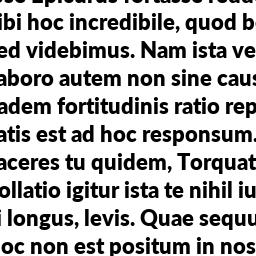 ibi hoc incredibile, quod b
ed videbimus. Nam ista ve
aboro autem non sine caus
adem fortitudinis ratio rep
atis est ad hoc responsum.
aceres tu quidem, Torquat
ollatio igitur ista te nihil iu
i longus, levis. Quae sequu
oc non est positum in nos